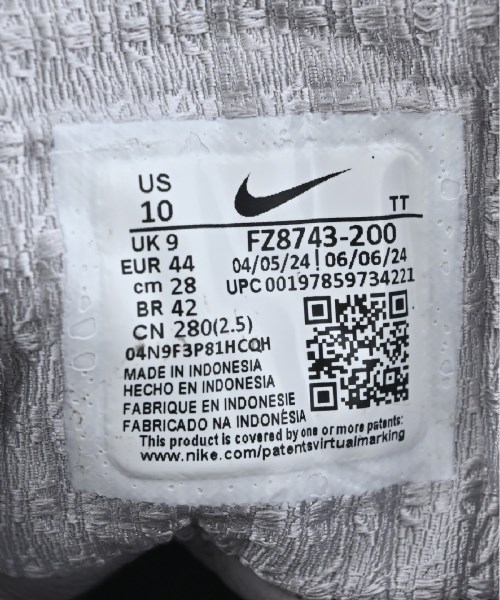 US
10
TT
UK 9
FZ8743-200
EUR 44
04/05/24 | 06/06/24
cm 28
UPC 00197859734221
BR 42
CN 280(2.5)
04N9F3P81HCQH
MADE IN INDONESIA
HECHO EN INDONESIA
FABRIQUE EN INDONESIE
FABRICADO NA INDONÉSIA
This product is covered by one or more patents:
www.nike.com/patentsvirtualmarking